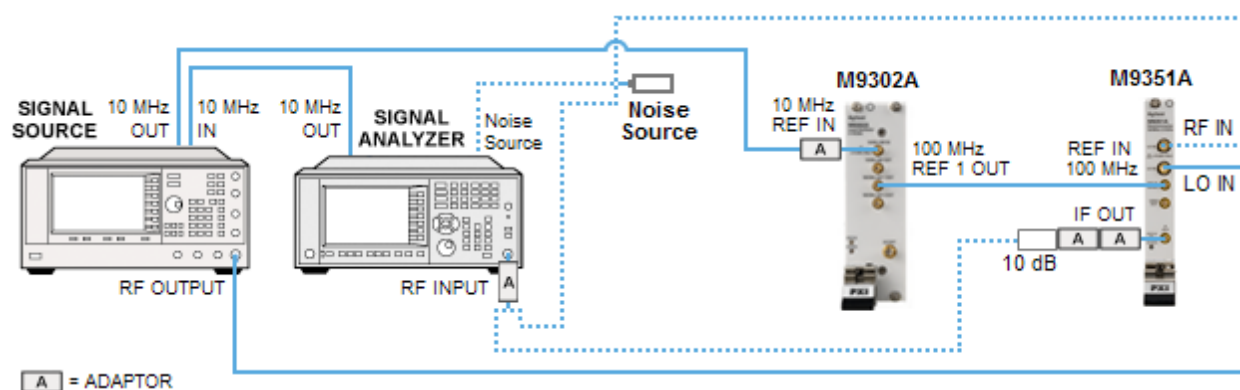 M9302A
M9351A
SIGNAL
SOURCE
10 MHz
OUT
10 MHz
IN
10 MHz
OUT
SIGNAL
ANALYZER
Noise
Source
Noise
Source
10 MHz
REF IN
A
100 MHz
REF 1 OUT
REF IN
100 MHz
RF IN
LO IN
IF OUT
A
A
10 dB
RF OUTPUT
RF INPUT
A
PXI
PXI
A = ADAPTOR